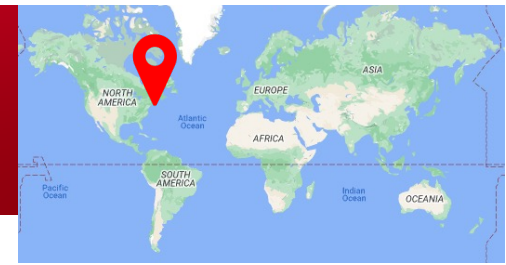 ASIA
EUROPE
NORTH
AMERICA
Atlantic
Ocean
AFRICA
SOUTH
AMERICA
Pacific
Ocean
Indian
Ocean
OCEANIA